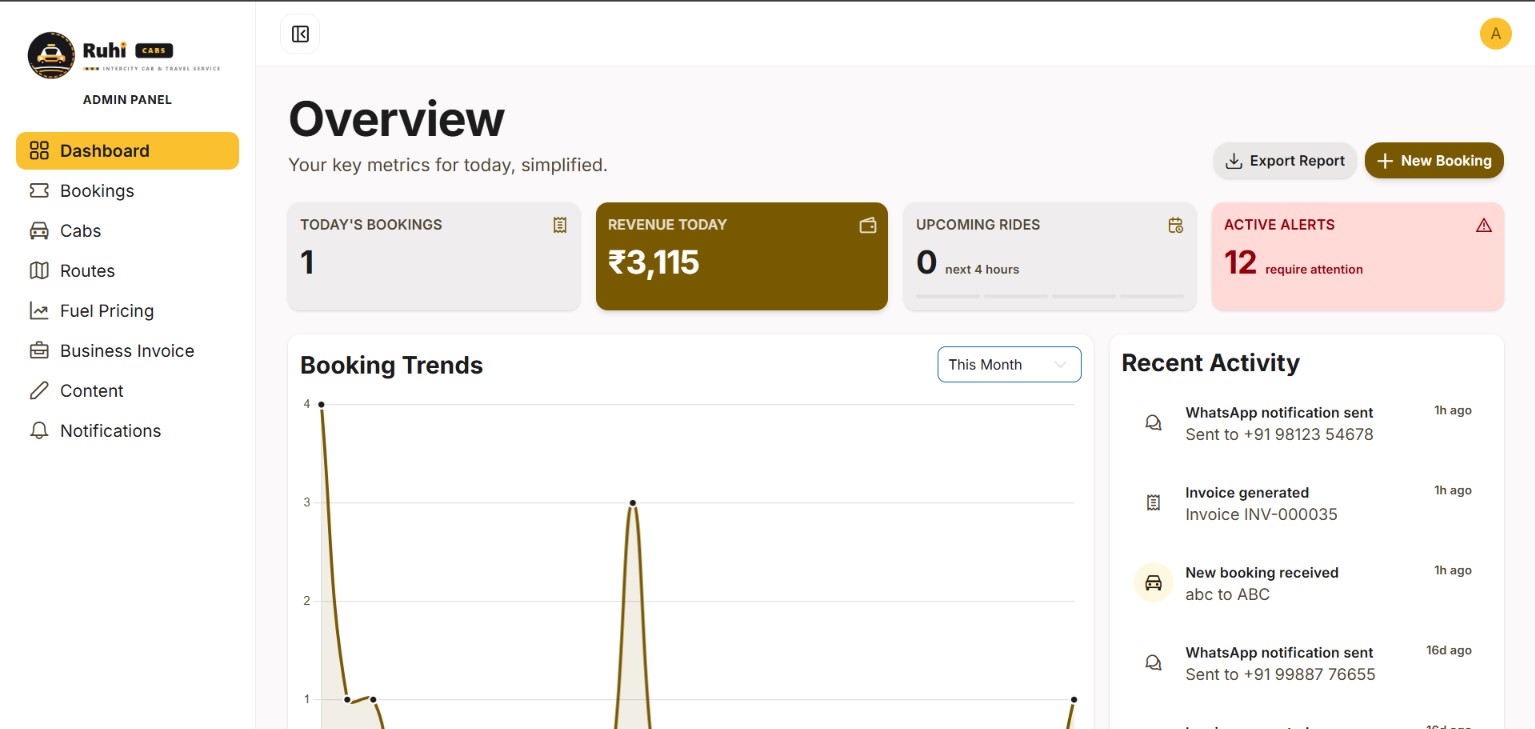 Ruhi CABS
INTERCITY CAB & TRAVEL SERVICE
ADMIN PANEL
Dashboard
Bookings
Cabs
Routes
Fuel Pricing
Business Invoice
Content
Notifications
A
Overview
Your key metrics for today, simplified.
Export Report
New Booking
TODAY'S BOOKINGS
1
REVENUE TODAY
₹3,115
UPCOMING RIDES
0 next 4 hours
ACTIVE ALERTS
12 require attention
Booking Trends
This Month
4
3
2
1
Recent Activity
WhatsApp notification sent 1h ago
Sent to +91 98123 54678
Invoice generated 1h ago
Invoice INV-000035
New booking received 1h ago
abc to ABC
WhatsApp notification sent 16d ago
Sent to +91 99887 76655